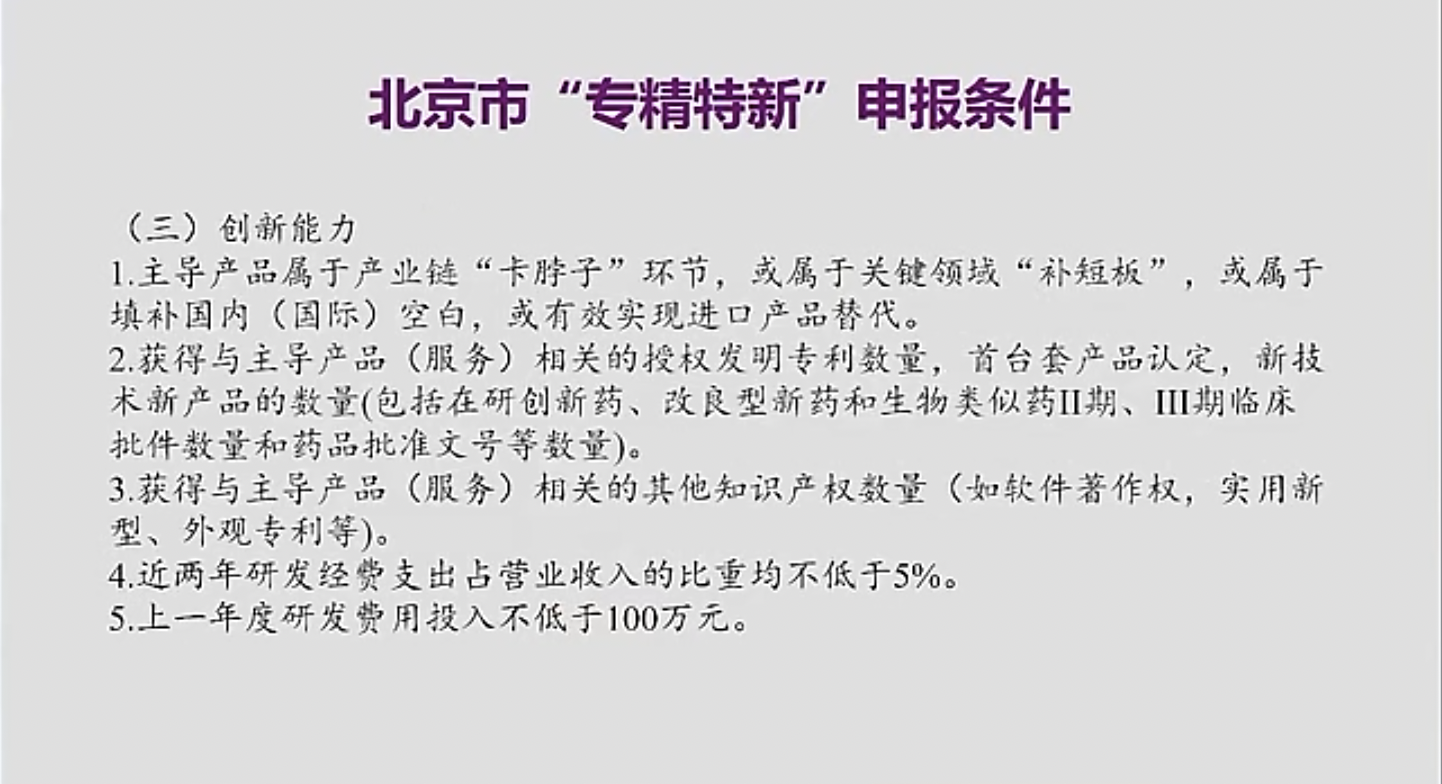 北京市“专精特新”申报条件
（三）创新能力
1.主导产品属于产业链“卡脖子”环节，或属于关键领域“补短板”，或属于
填补国内（国际）空白，或有效实现进口产品替代。
2.获得与主导产品（服务）相关的授权发明专利数量，首台套产品认定，新技
术新产品的数量(包括在研创新药、改良型新药和生物类似药II期、III期临床
批件数量和药品批准文号等数量)。
3.获得与主导产品（服务）相关的其他知识产权数量（如软件著作权，实用新
型、外观专利等)。
4.近两年研发经费支出占营业收入的比重均不低于5%。
5.上一年度研发费用投入不低于100万元。